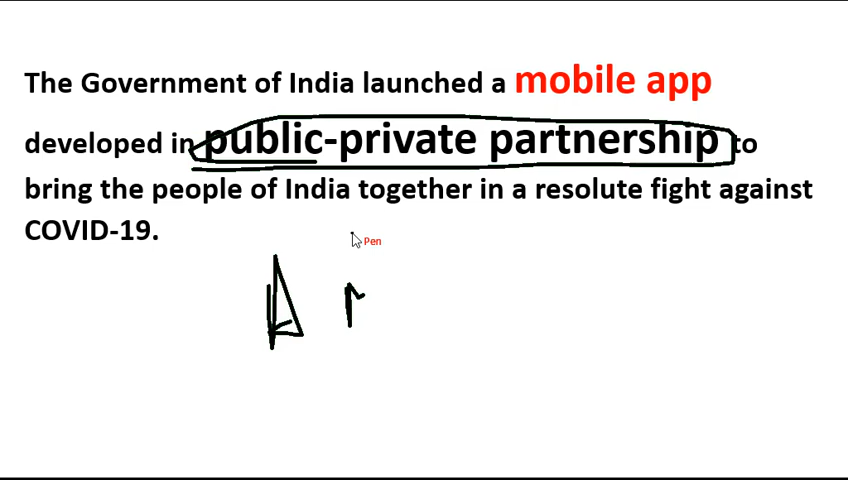 The Government of India launched a mobile app
developed in public-private partnership to
bring the people of India together in a resolute fight against
COVID-19.
Pen
A r